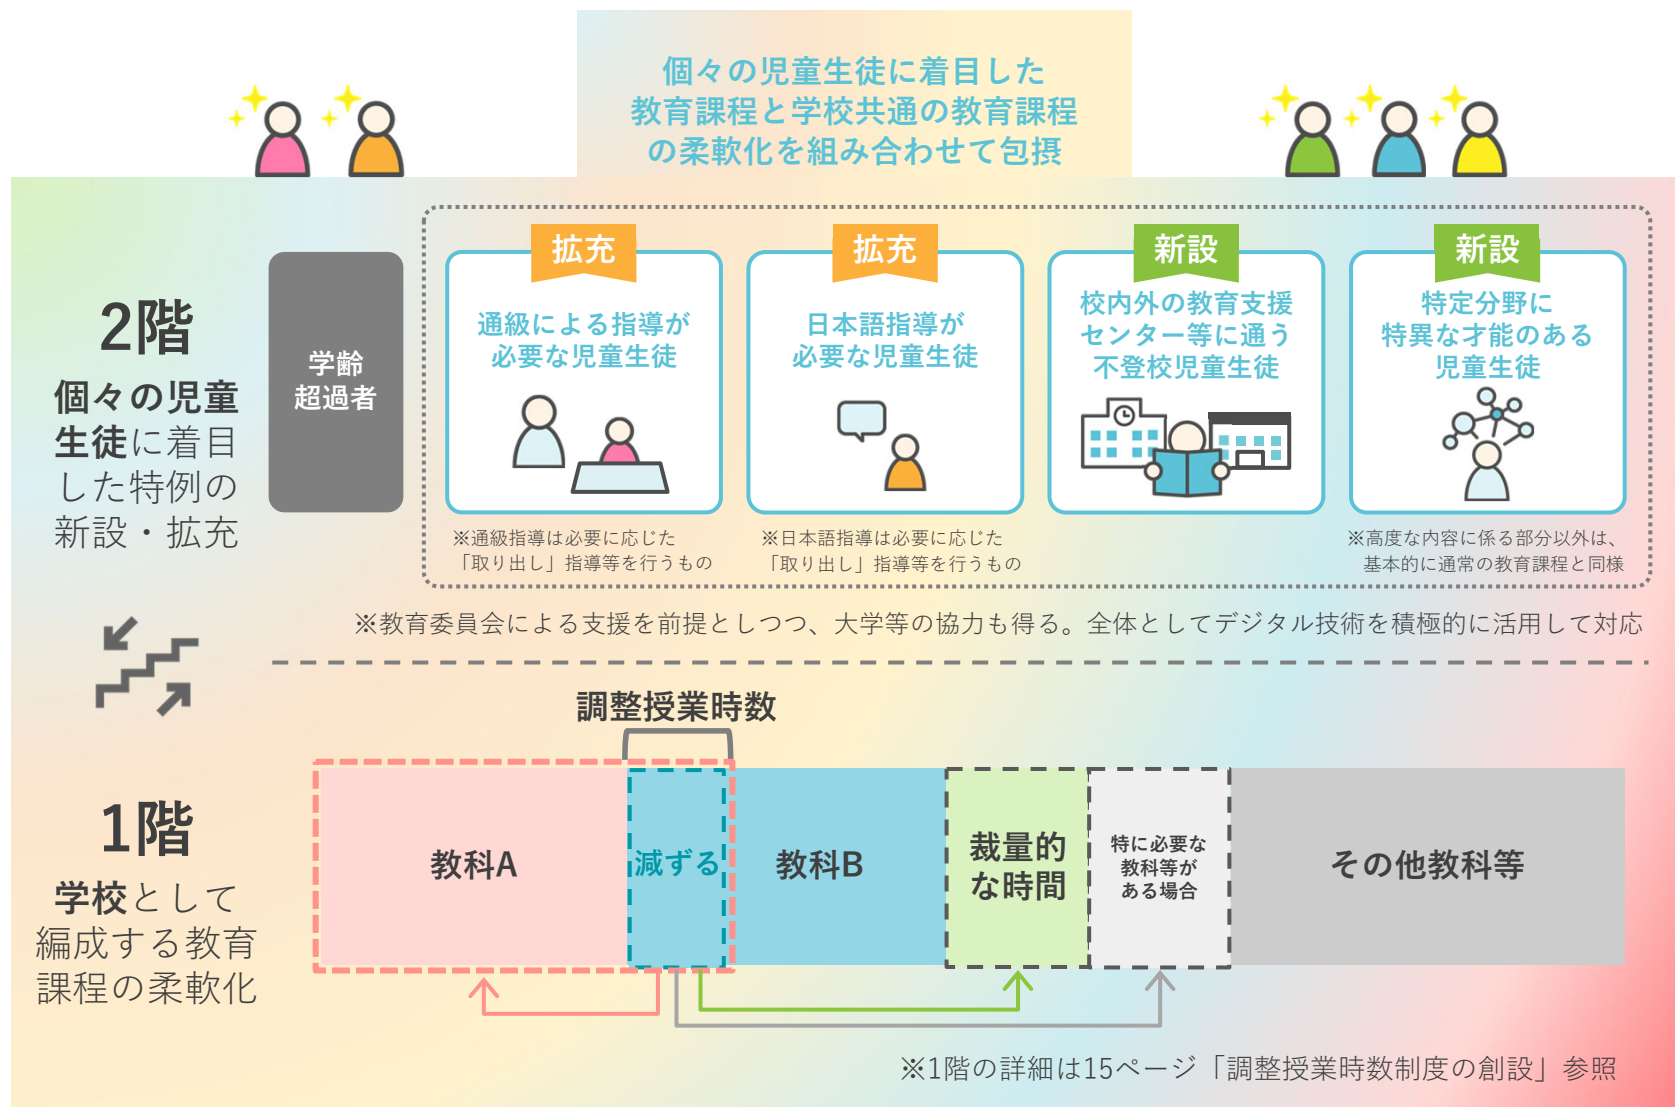 個々の児童生徒に着目した
教育課程と学校共通の教育課程
の柔軟化を組み合わせて包摂
2階
個々の児童
生徒に着目
した特例の
新設・拡充
学齢
超過者
拡充
通級による指導が
必要な児童生徒
※通級指導は必要に応じた
「取り出し」指導等を行うもの
拡充
日本語指導が
必要な児童生徒
※日本語指導は必要に応じた
「取り出し」指導等を行うもの
新設
校内外の教育支援
センター等に通う
不登校児童生徒
新設
特定分野に
特異な才能のある
児童生徒
※高度な内容に係る部分以外は、
基本的に通常の教育課程と同様
※教育委員会による支援を前提としつつ、大学等の協力も得る。全体としてデジタル技術を積極的に活用して対応
1階
学校として
編成する教育
課程の柔軟化
調整授業時数
教科A
減ずる
教科B
裁量的
な時間
特に必要な
教科等が
ある場合
その他教科等
※1階の詳細は15ページ「調整授業時数制度の創設」参照